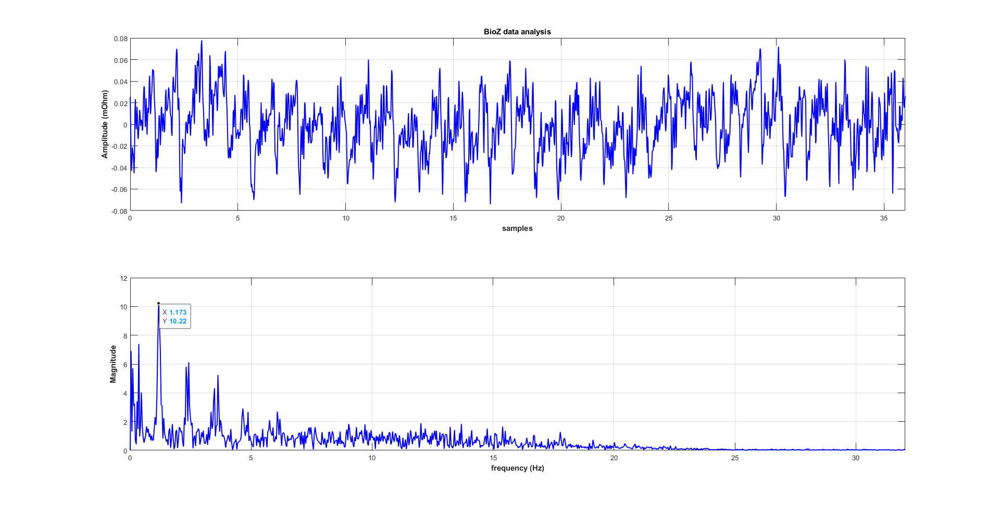 BioZ data analysis
0.08
0.06
0.04
0.02
0
-0.02
-0.04
-0.06
-0.08
Amplitude (mOhm)
0 5 10 15 20 25 30 35
samples
12
10
8
6
4
2
0
Magnitude
X 1.173
Y 10.22
0 5 10 15 20 25 30
frequency (Hz)